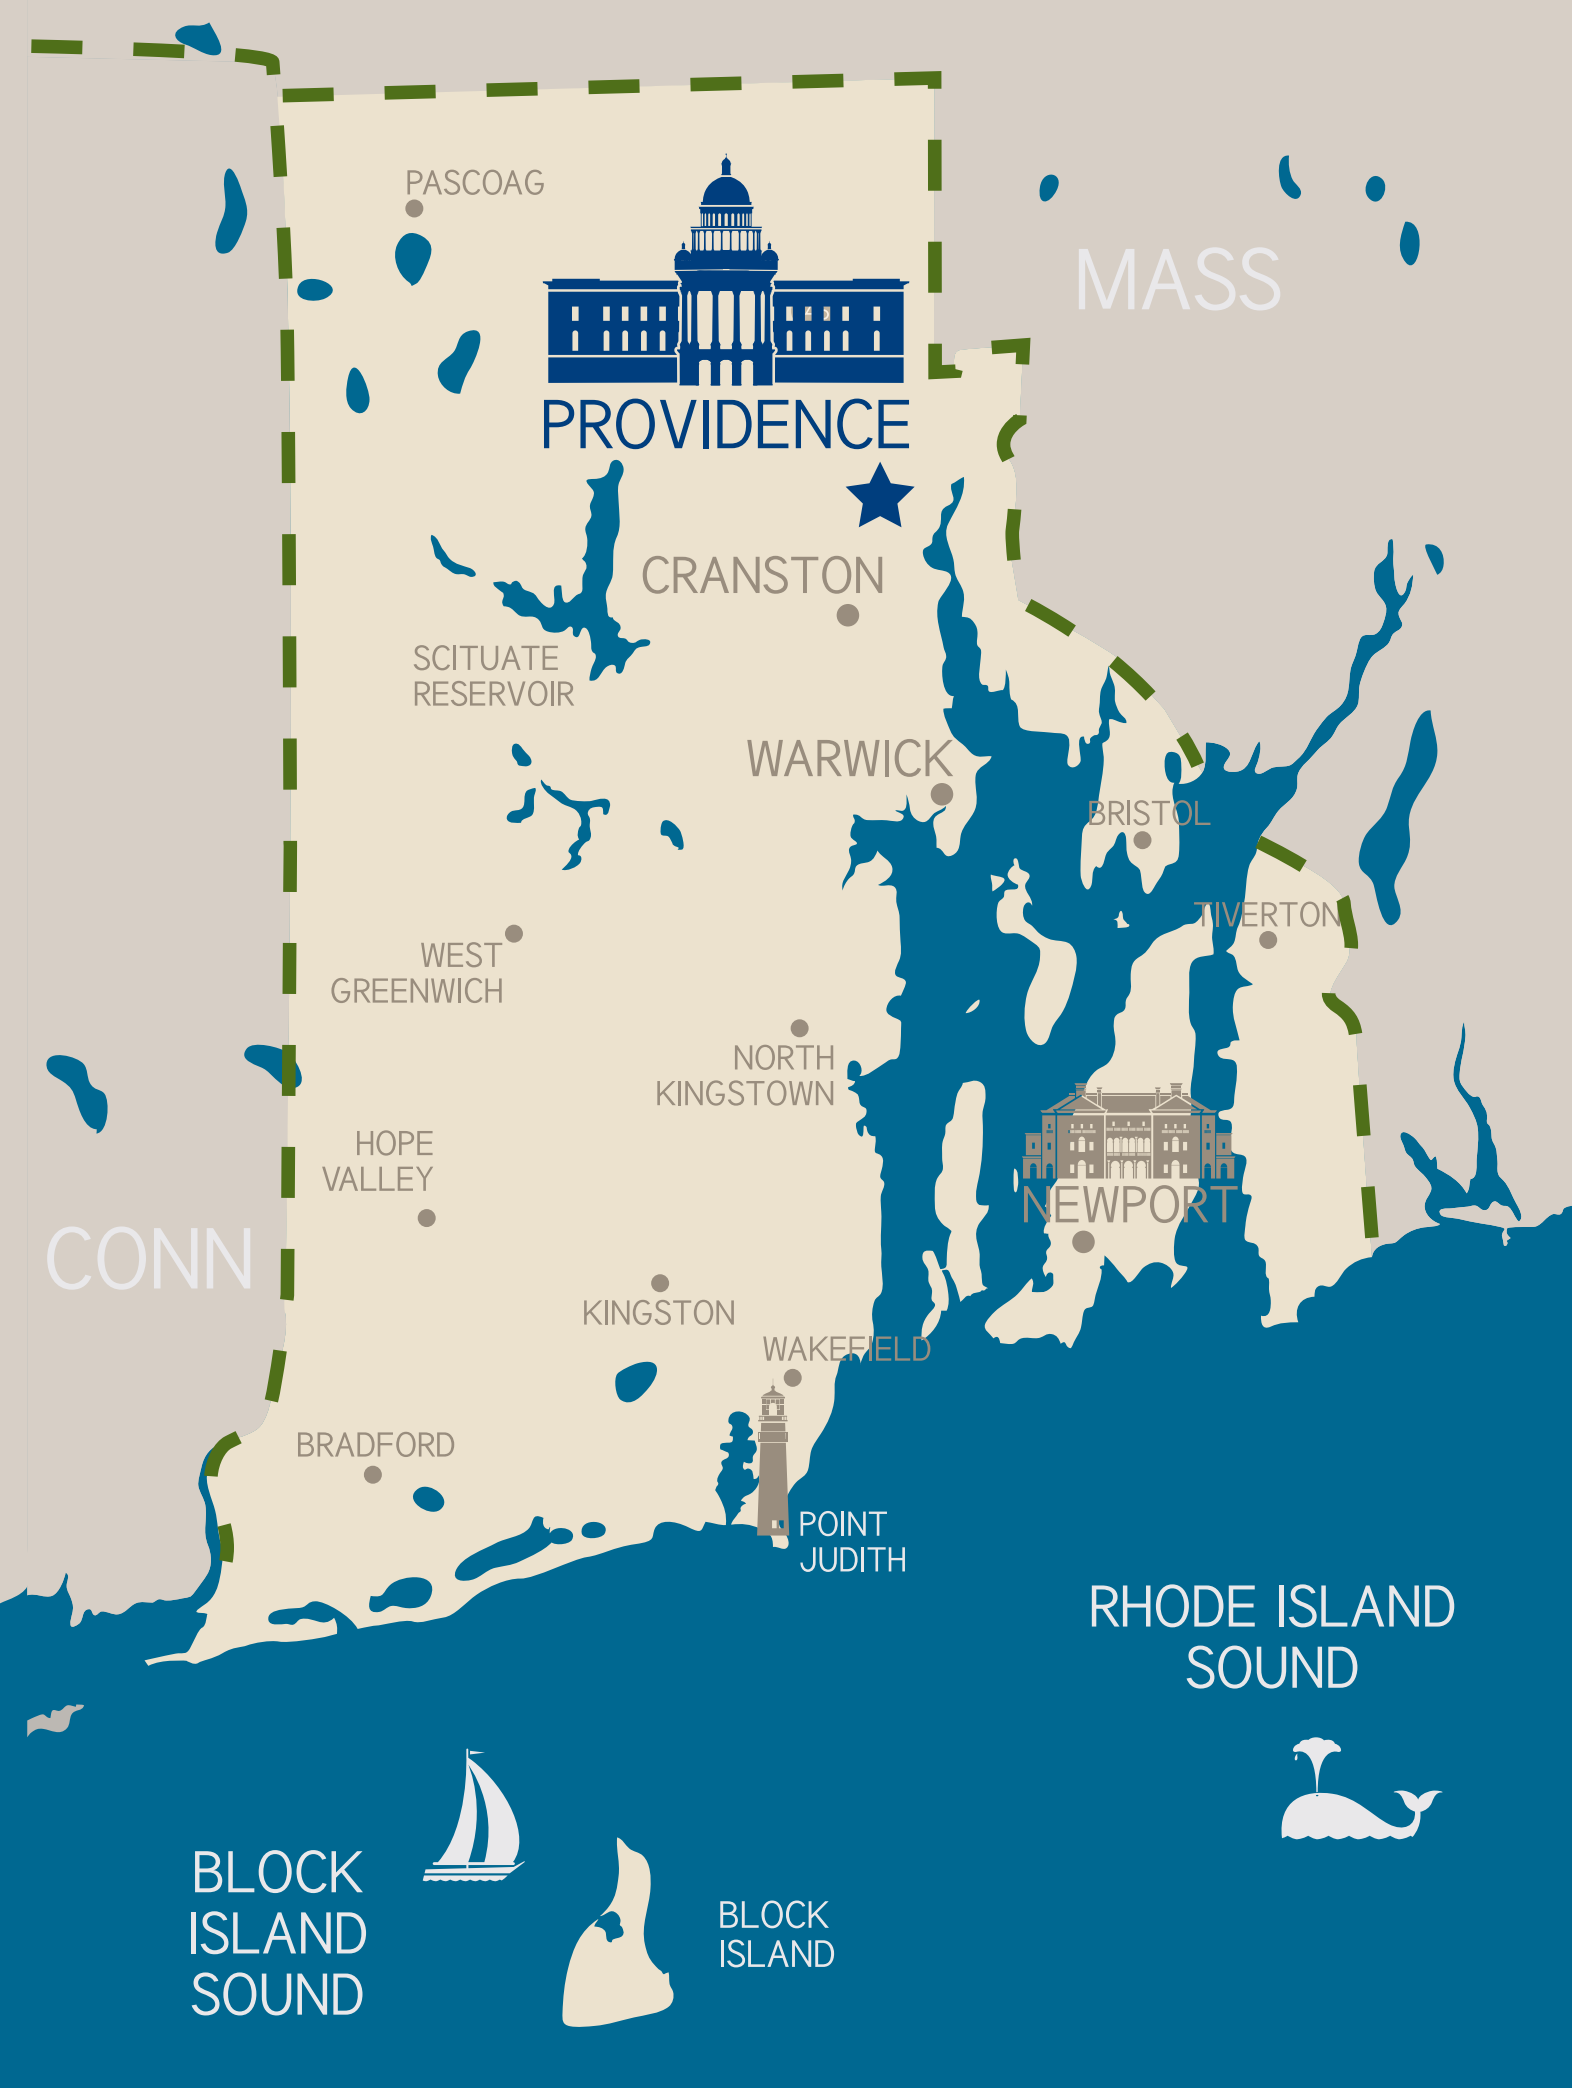 PASCOAG
MASS
PROVIDENCE
CRANSTON
SCITUATE
RESERVOIR
WARWICK
BRISTOL
TIVERTON
WEST
GREENWICH
NORTH
KINGSTOWN
HOPE
VALLEY
NEWPORT
CONN
KINGSTON
WAKEFIELD
BRADFORD
POINT
JUDITH
RHODE ISLAND
SOUND
BLOCK
ISLAND
SOUND
BLOCK
ISLAND